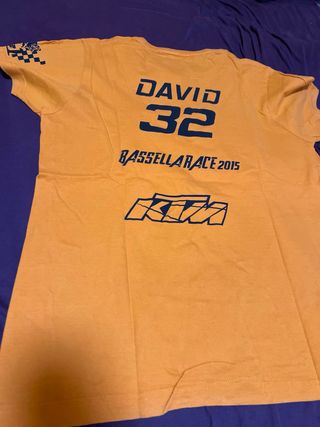 DAVID
32
BASSELLA RACE 2015
KTM